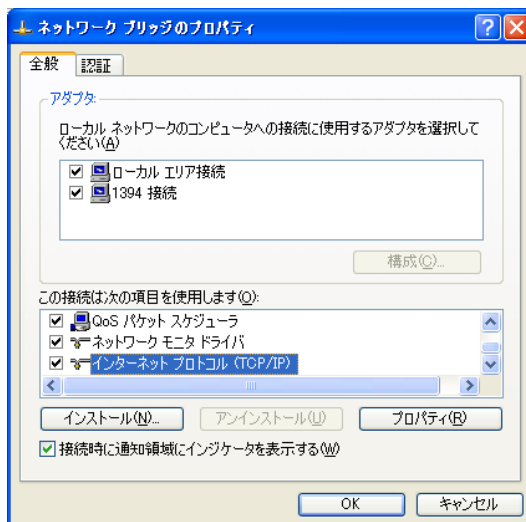 ネットワーク ブリッジのプロパティ
全般
認証
アダプタ:
ローカル ネットワークのコンピュータへの接続に使用するアダプタを選択して
ください(A)
ローカル エリア接続
1394 接続
構成(C)...
この接続は次の項目を使用します(O):
QoS パケット スケジューラ
ネットワーク モニタ ドライバ
インターネット プロトコル (TCP/IP)
インストール(N)...
アンインストール(U)
プロパティ(R)
接続時に通知領域にインジケータを表示する(W)
OK
キャンセル